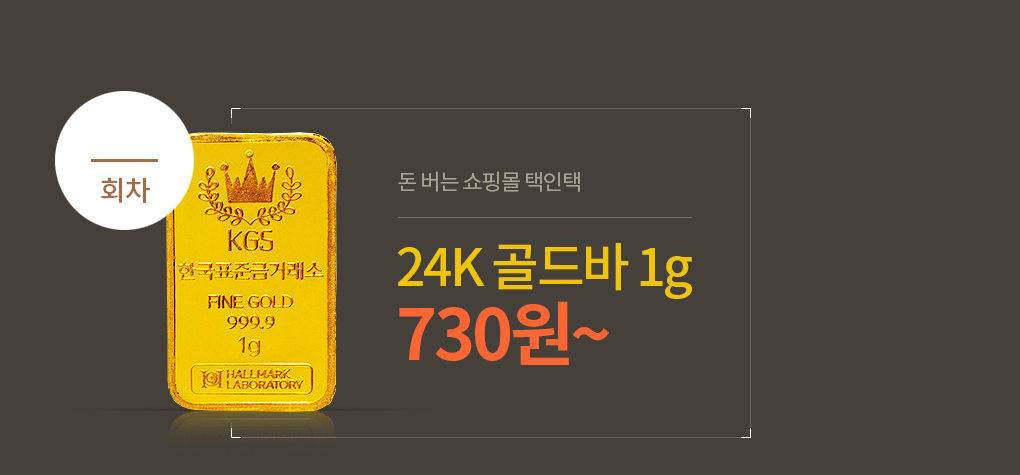 회차
KGS
한국표준금거래소
FINE GOLD
999.9
1g
HALLMARK
LABORATORY
돈 버는 쇼핑몰 택인택
24K 골드바 1g
730원~